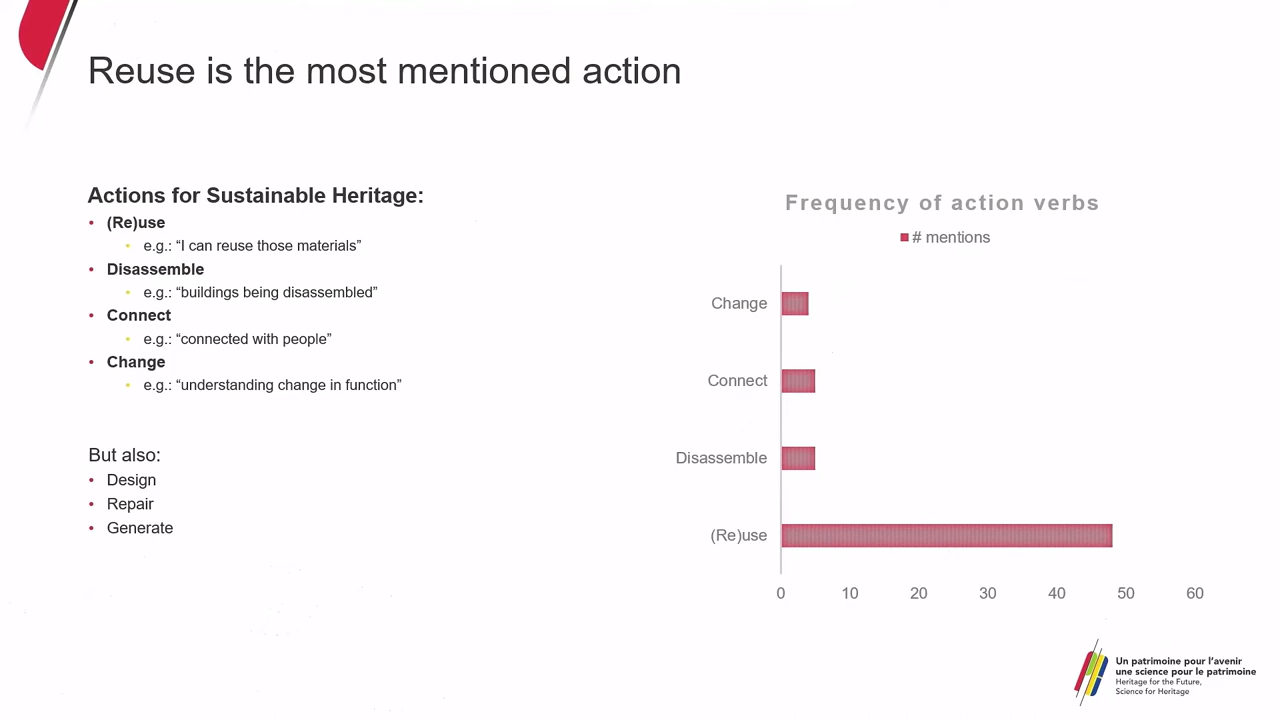 Reuse is the most mentioned action
Actions for Sustainable Heritage:
• (Re)use
• e.g.: “I can reuse those materials”
• Disassemble
• e.g.: “buildings being disassembled”
• Connect
• e.g.: “connected with people”
• Change
• e.g.: “understanding change in function”
But also:
• Design
• Repair
• Generate
Frequency of action verbs
# mentions
Change
Connect
Disassemble
(Re)use
0 10 20 30 40 50 60
Un patrimoine pour l’avenir
une science pour le patrimoine
Heritage for the Future,
Science for Heritage